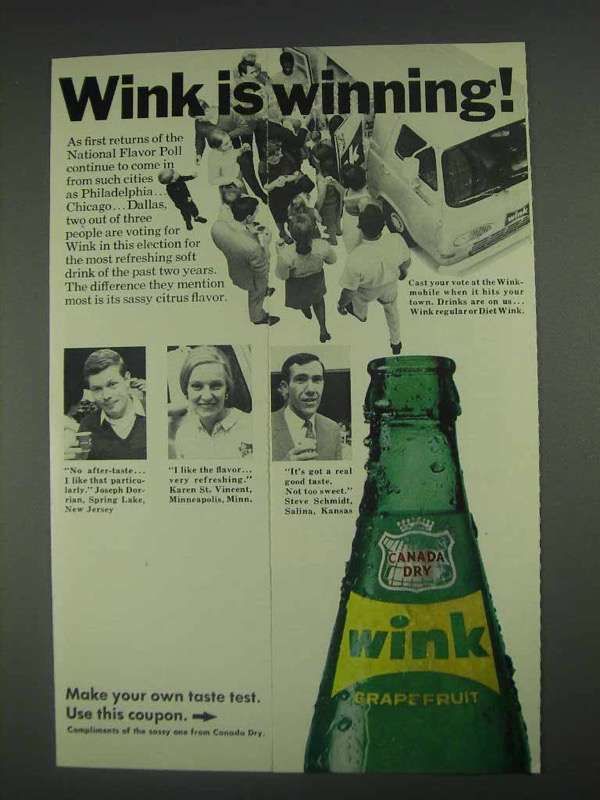 Wink is winning!
As first returns of the
National Flavor Poll
continue to come in
from such cities
as Philadelphia...
Chicago...Dallas,
two out of three
people are voting for
Wink in this election for
the most refreshing soft
drink of the past two years.
The difference they mention
most is its sassy citrus flavor.
wink
Cast your vote at the Wink-
mobile when it hits your
town. Drinks are on us...
Wink regular or Diet Wink.
"No after-taste...
I like that particu-
larly." Joseph Dor-
rian, Spring Lake,
New Jersey
"I like the flavor...
very refreshing."
Karen St. Vincent,
Minneapolis, Minn.
"It's got a real
good taste.
Not too sweet."
Steve Schmidt,
Salina, Kansas
CANADA
DRY
wink
GRAPEFRUIT
Make your own taste test.
Use this coupon. →
Compliments of the sassy one from Canada Dry.